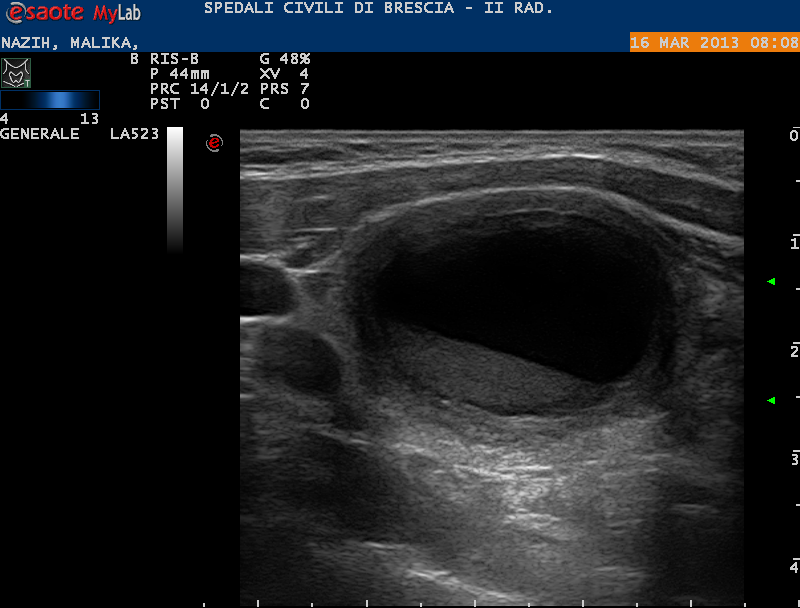 esaote MyLab
SPEDALI CIVILI DI BRESCIA - II RAD.
NAZIH, MALIKA,
16 MAR 2013 08:08
B RIS-B G 48%
P 44mm XV 4
PRC 14/1/2 PRS 7
PST 0 C 0
T
4 13
GENERALE LA523
e
0
1
2
3
4